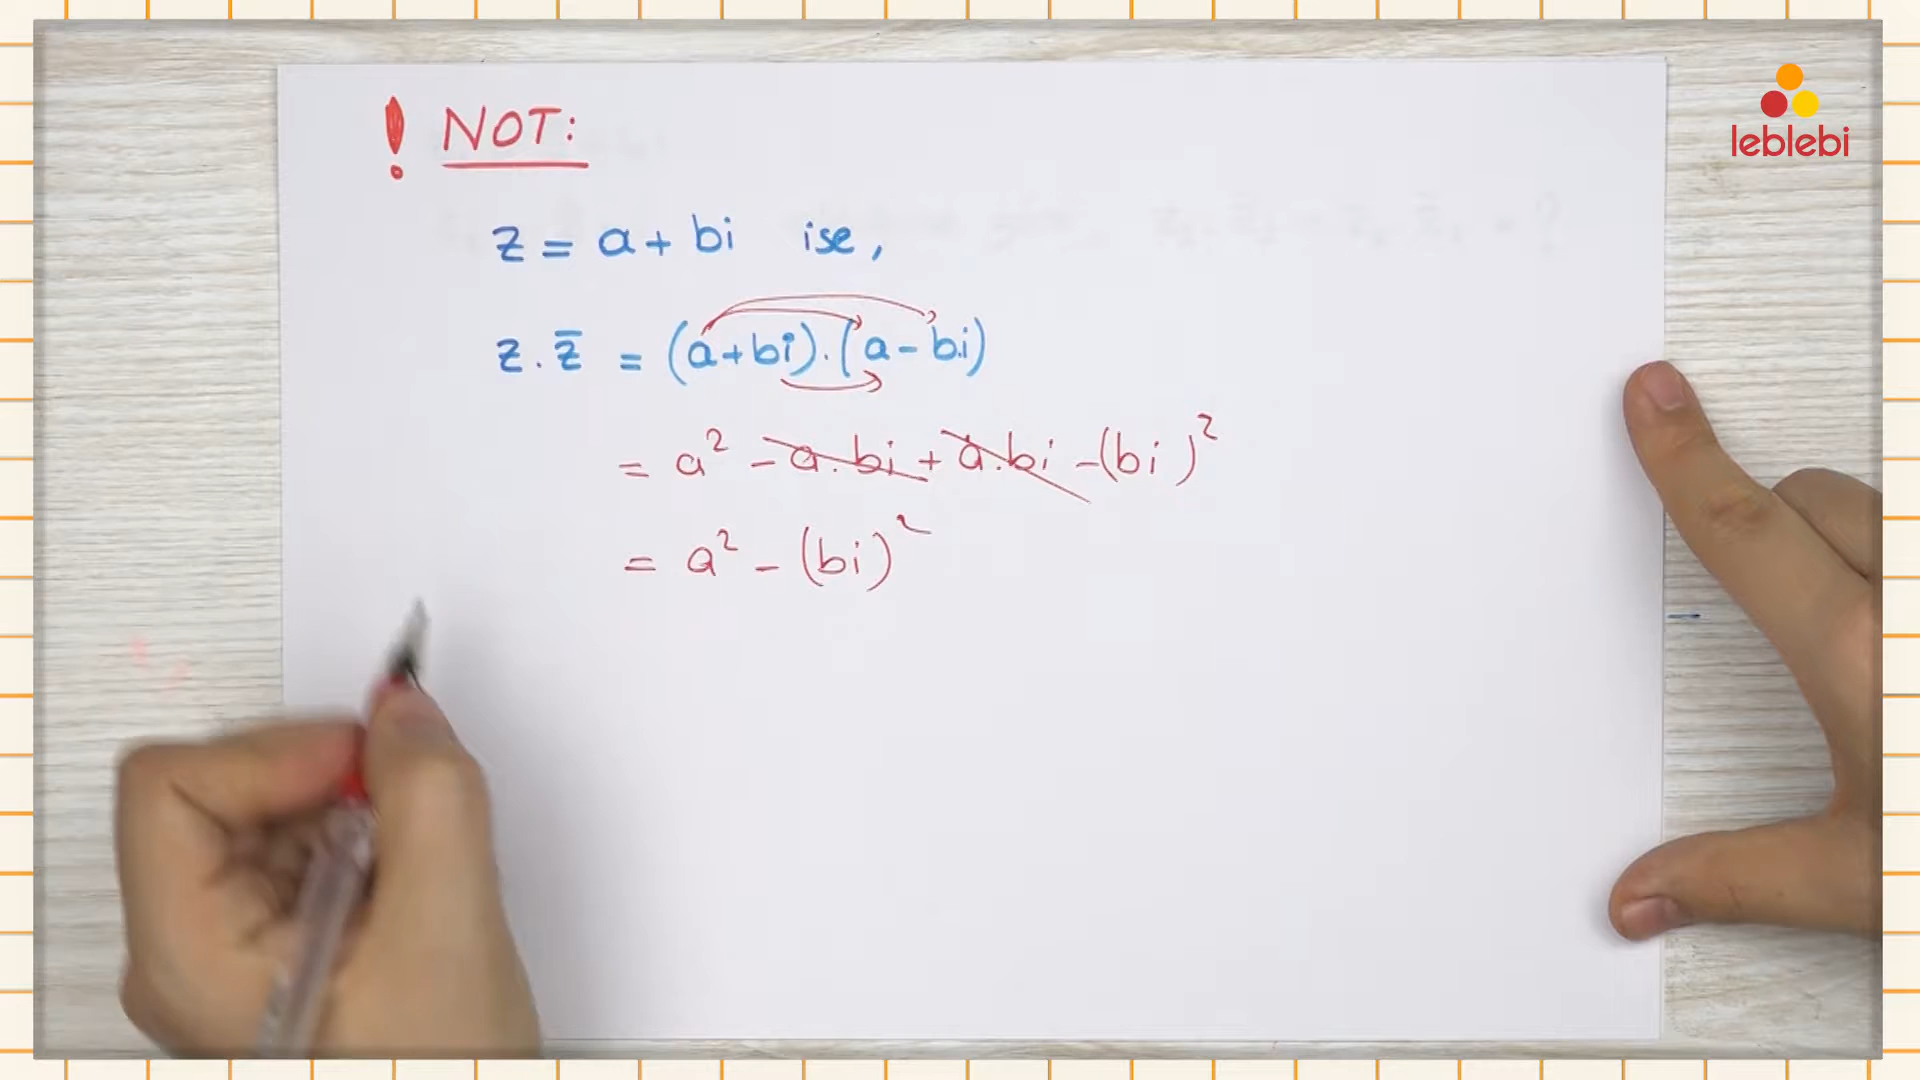 ! NOT:
leblebi
z = a + bi ise,
z . z̅ = (a+bi).(a-bi)
= a² - a.bi + a.bi -(bi)²
= a² - (bi)²